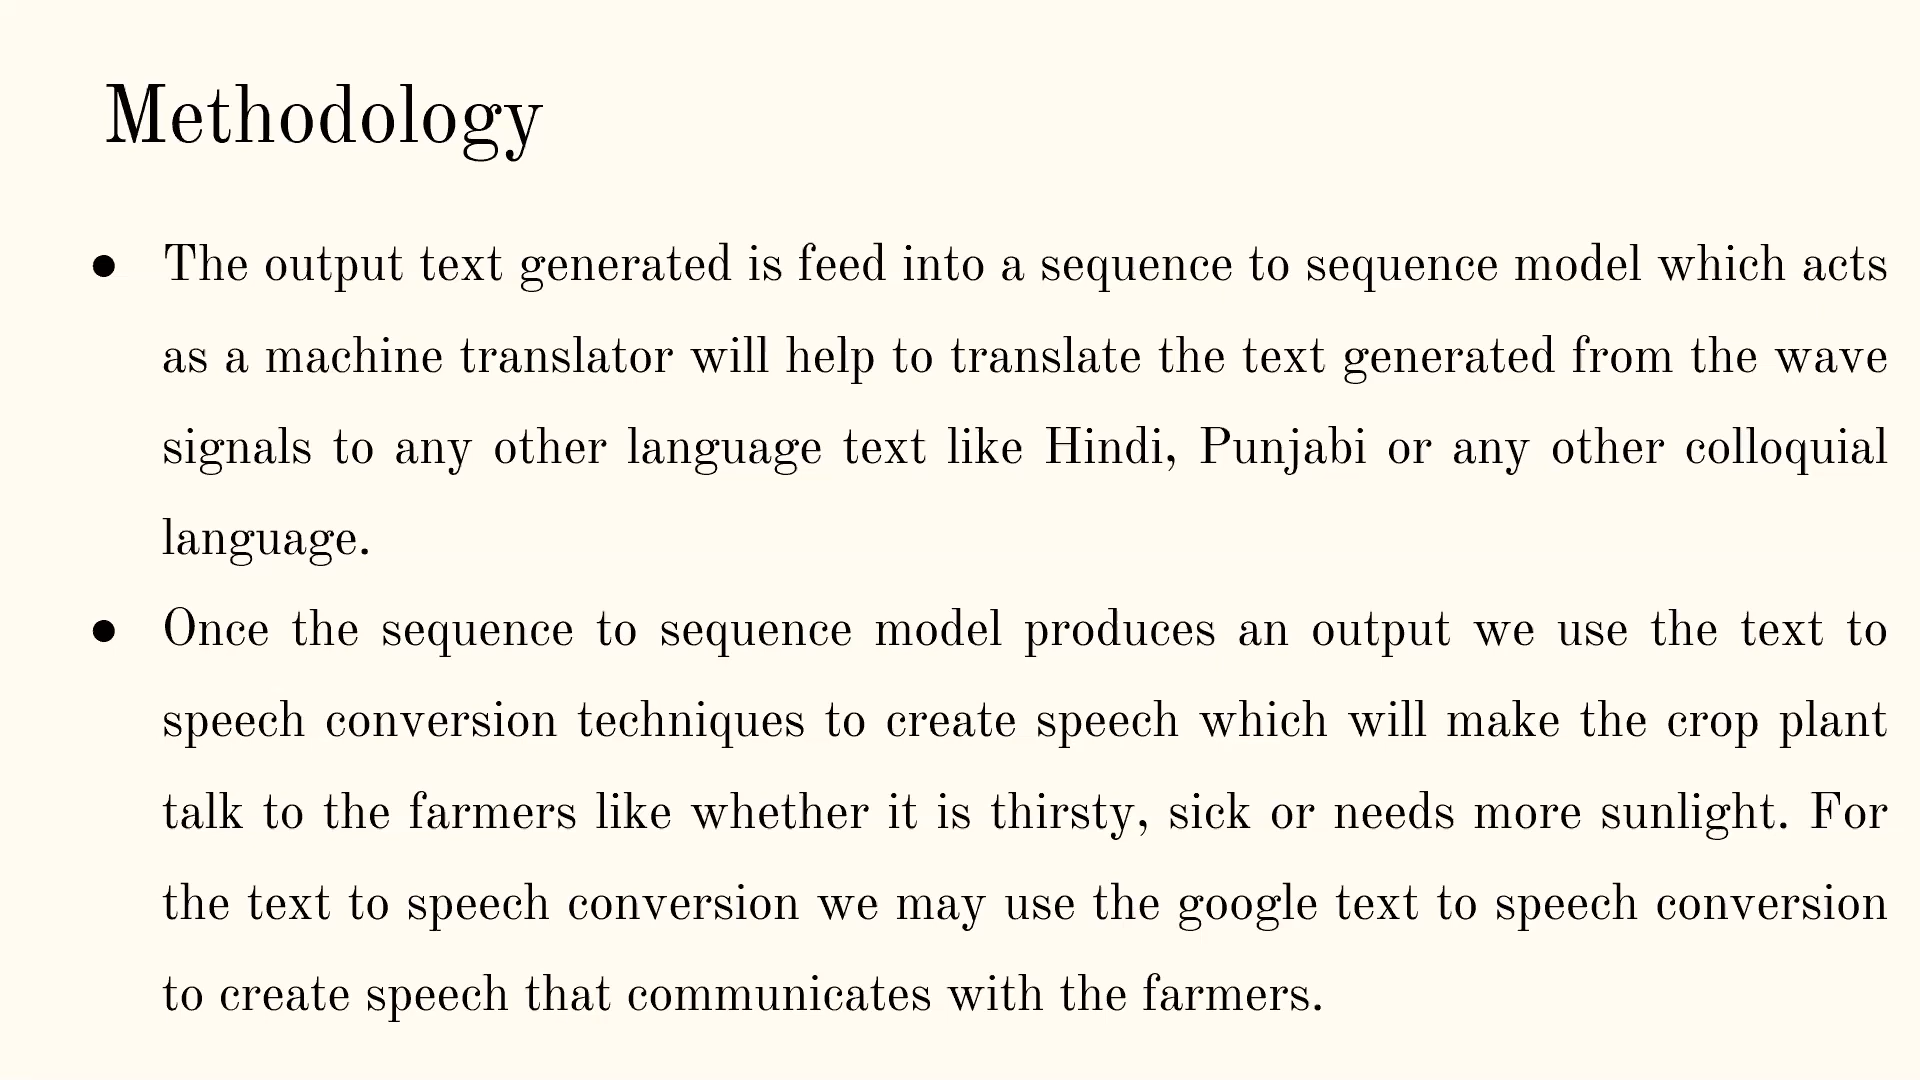 Methodology
● The output text generated is feed into a sequence to sequence model which acts
as a machine translator will help to translate the text generated from the wave
signals to any other language text like Hindi, Punjabi or any other colloquial
language.
● Once the sequence to sequence model produces an output we use the text to
speech conversion techniques to create speech which will make the crop plant
talk to the farmers like whether it is thirsty, sick or needs more sunlight. For
the text to speech conversion we may use the google text to speech conversion
to create speech that communicates with the farmers.